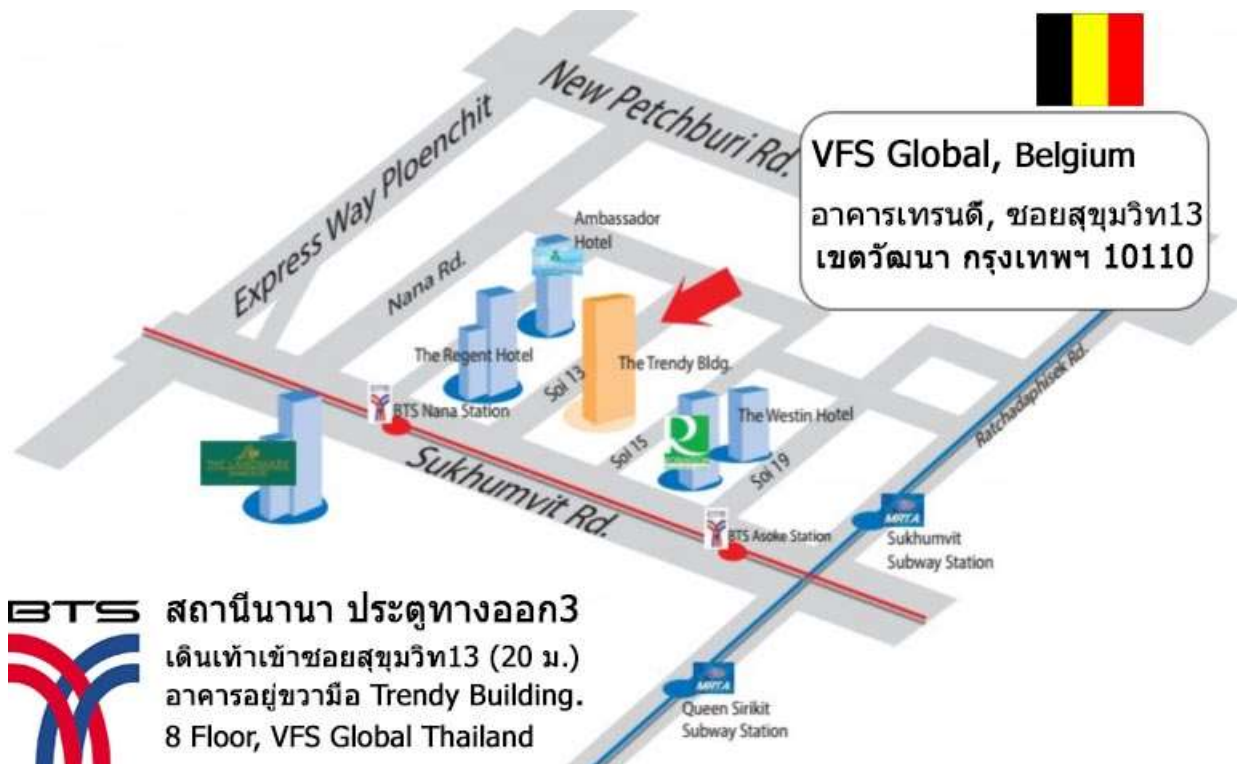 New Petchburi Rd.
Express Way Ploenchit
VFS Global, Belgium
อาคารเทรนดี, ซอยสุขุมวิท13
เขตวัฒนา กรุงเทพฯ 10110
Ambassador
Hotel
Nana Rd.
The Regent Hotel
The Trendy Bldg.
Soi 13
BTS Nana Station
The Westin Hotel
Ratchadaphisek Rd.
Soi 15
Soi 19
THE LANDMARK
Sukhumvit Rd.
BTS Asoke Station
MRTA
Sukhumvit
Subway Station
BTS
สถานีนานา ประตูทางออก3
เดินเท้าเข้าซอยสุขุมวิท13 (20 ม.)
อาคารอยู่ขวามือ Trendy Building.
8 Floor, VFS Global Thailand
MRTA
Queen Sirikit
Subway Station